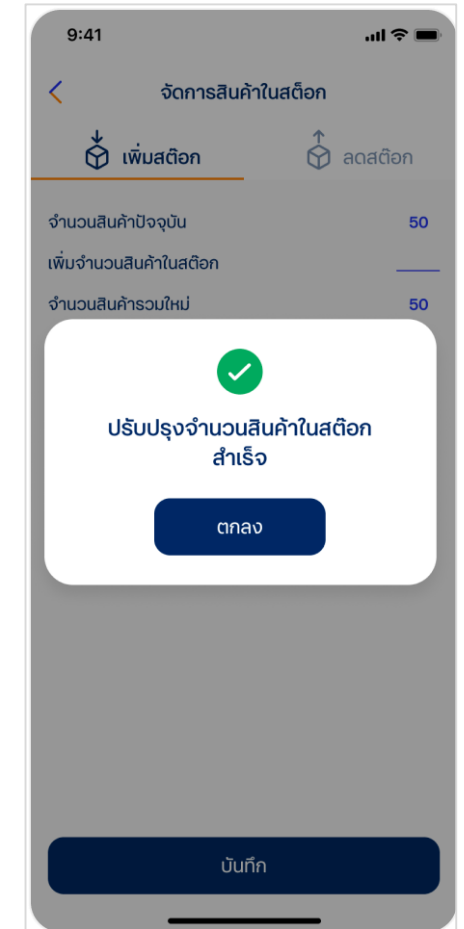 9:41
จัดการสินค้าในสต็อก
เพิ่มสต๊อก
ลดสต๊อก
จำนวนสินค้าปัจจุบัน 50
เพิ่มจำนวนสินค้าในสต๊อก
จำนวนสินค้ารวมใหม่ 50
ปรับปรุงจำนวนสินค้าในสต๊อก
สำเร็จ
ตกลง
บันทึก